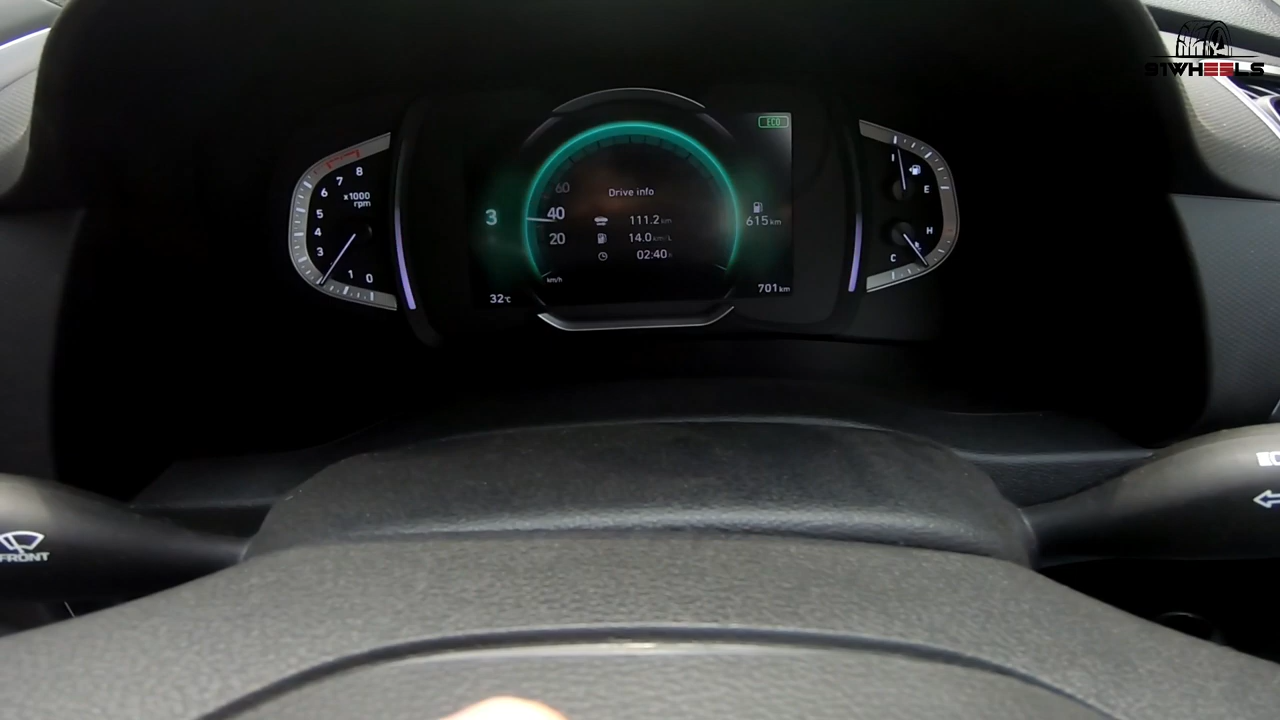 91WHEELS
ECO
8
7
6
5
4
3
1
0
x1000
rpm
3
60
40
20
km/h
Drive info
111.2 km
14.0 km/L
02:40
615 km
32℃
701 km
E
H
C
FRONT